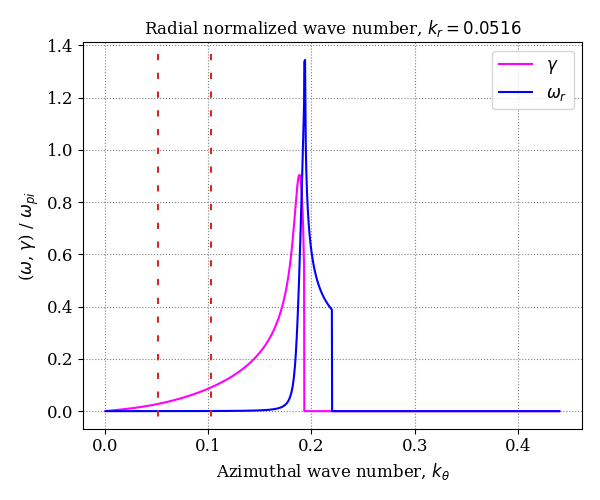 Radial normalized wave number, k_r = 0.0516
1.4
1.2
1.0
0.8
0.6
0.4
0.2
0.0
(ω, γ) / ω_pi
γ
ω_r
0.0 0.1 0.2 0.3 0.4
Azimuthal wave number, k_θ